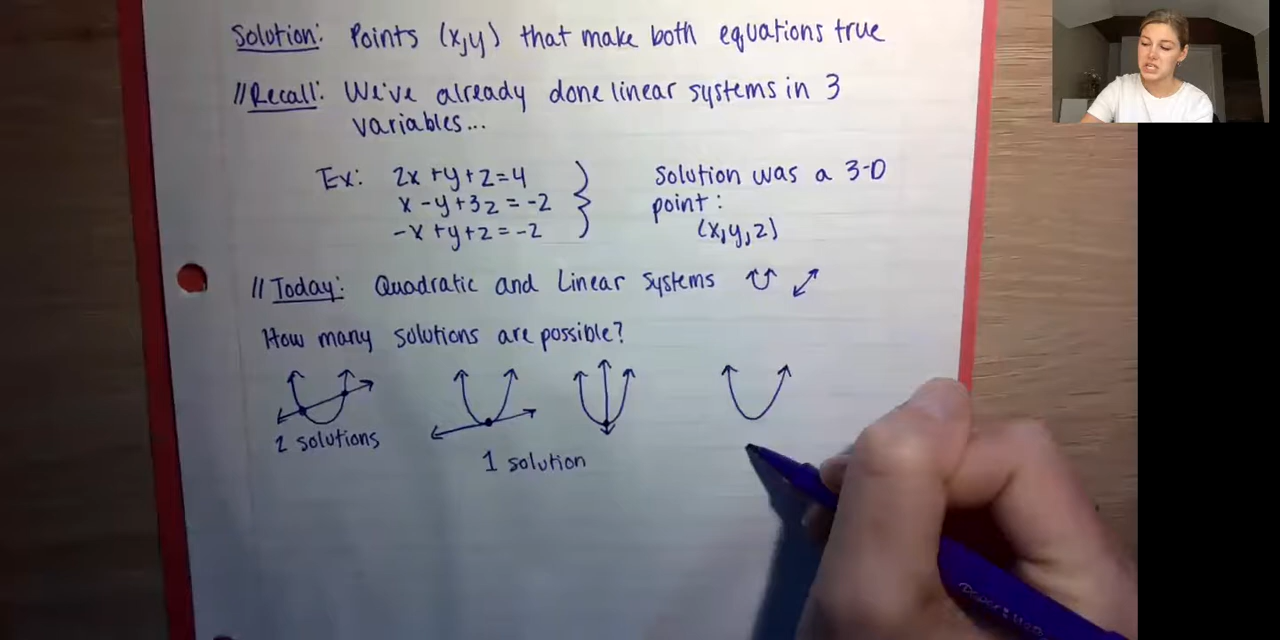 Solution: Points (x,y) that make both equations true
// Recall: We've already done linear systems in 3
variables...
Ex: 2x +y+z=4
x -y+3z = -2
-x +y+z = -2
Solution was a 3-D
point:
(x,y,z)
// Today: Quadratic and Linear Systems
How many solutions are possible?
2 solutions
1 solution